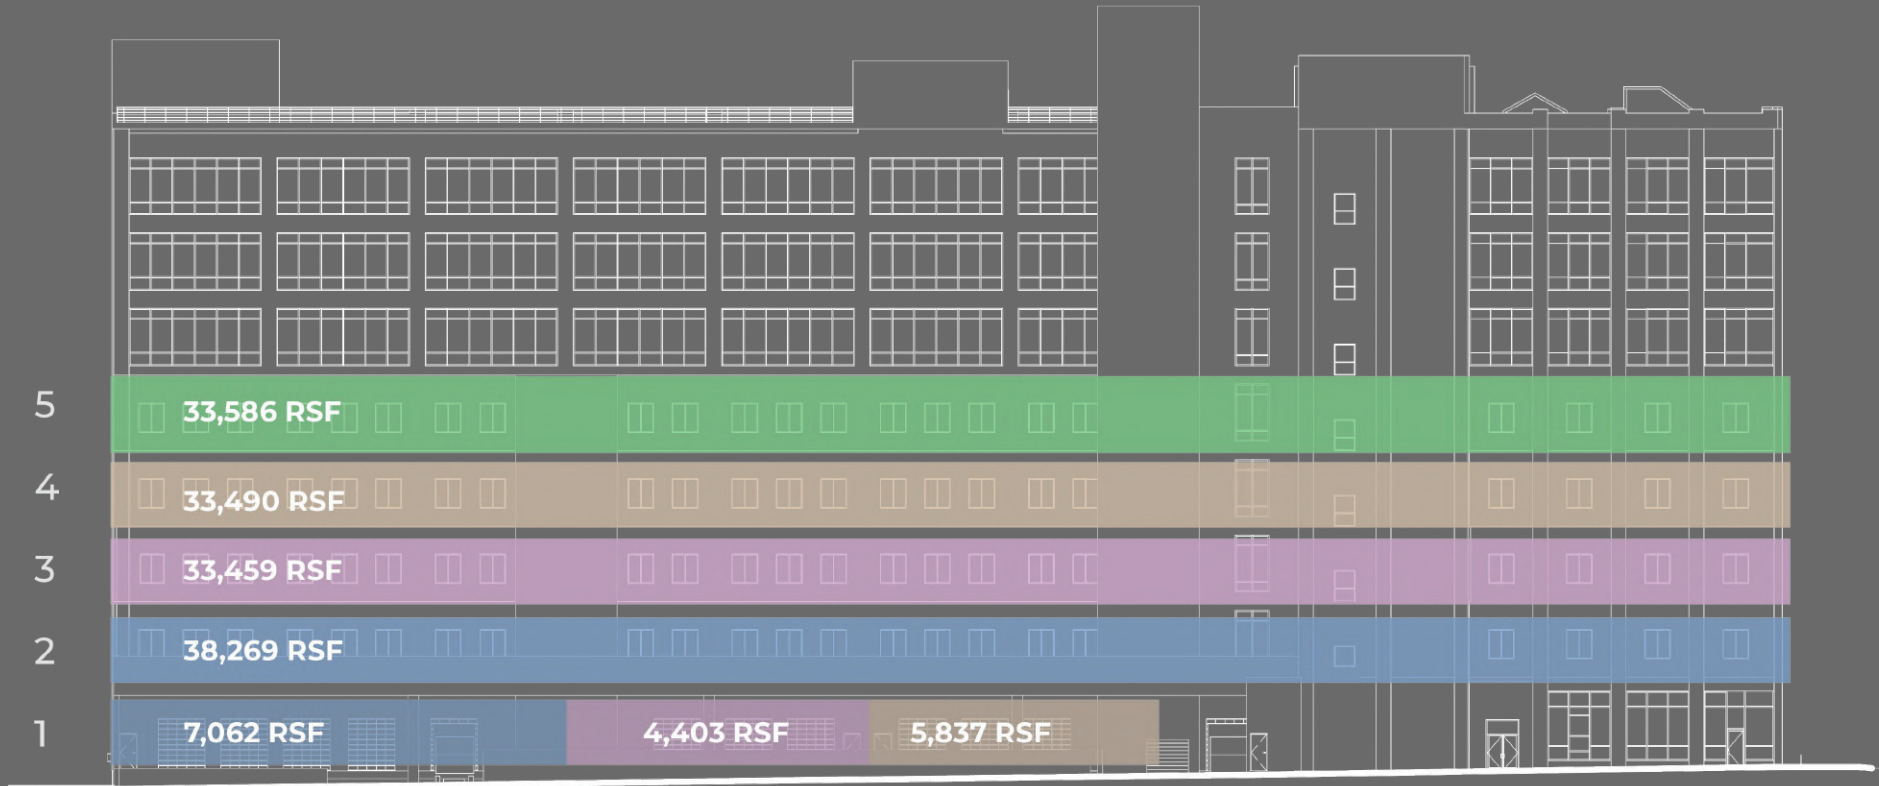 5 33,586 RSF
4 33,490 RSF
3 33,459 RSF
2 38,269 RSF
1 7,062 RSF 4,403 RSF 5,837 RSF